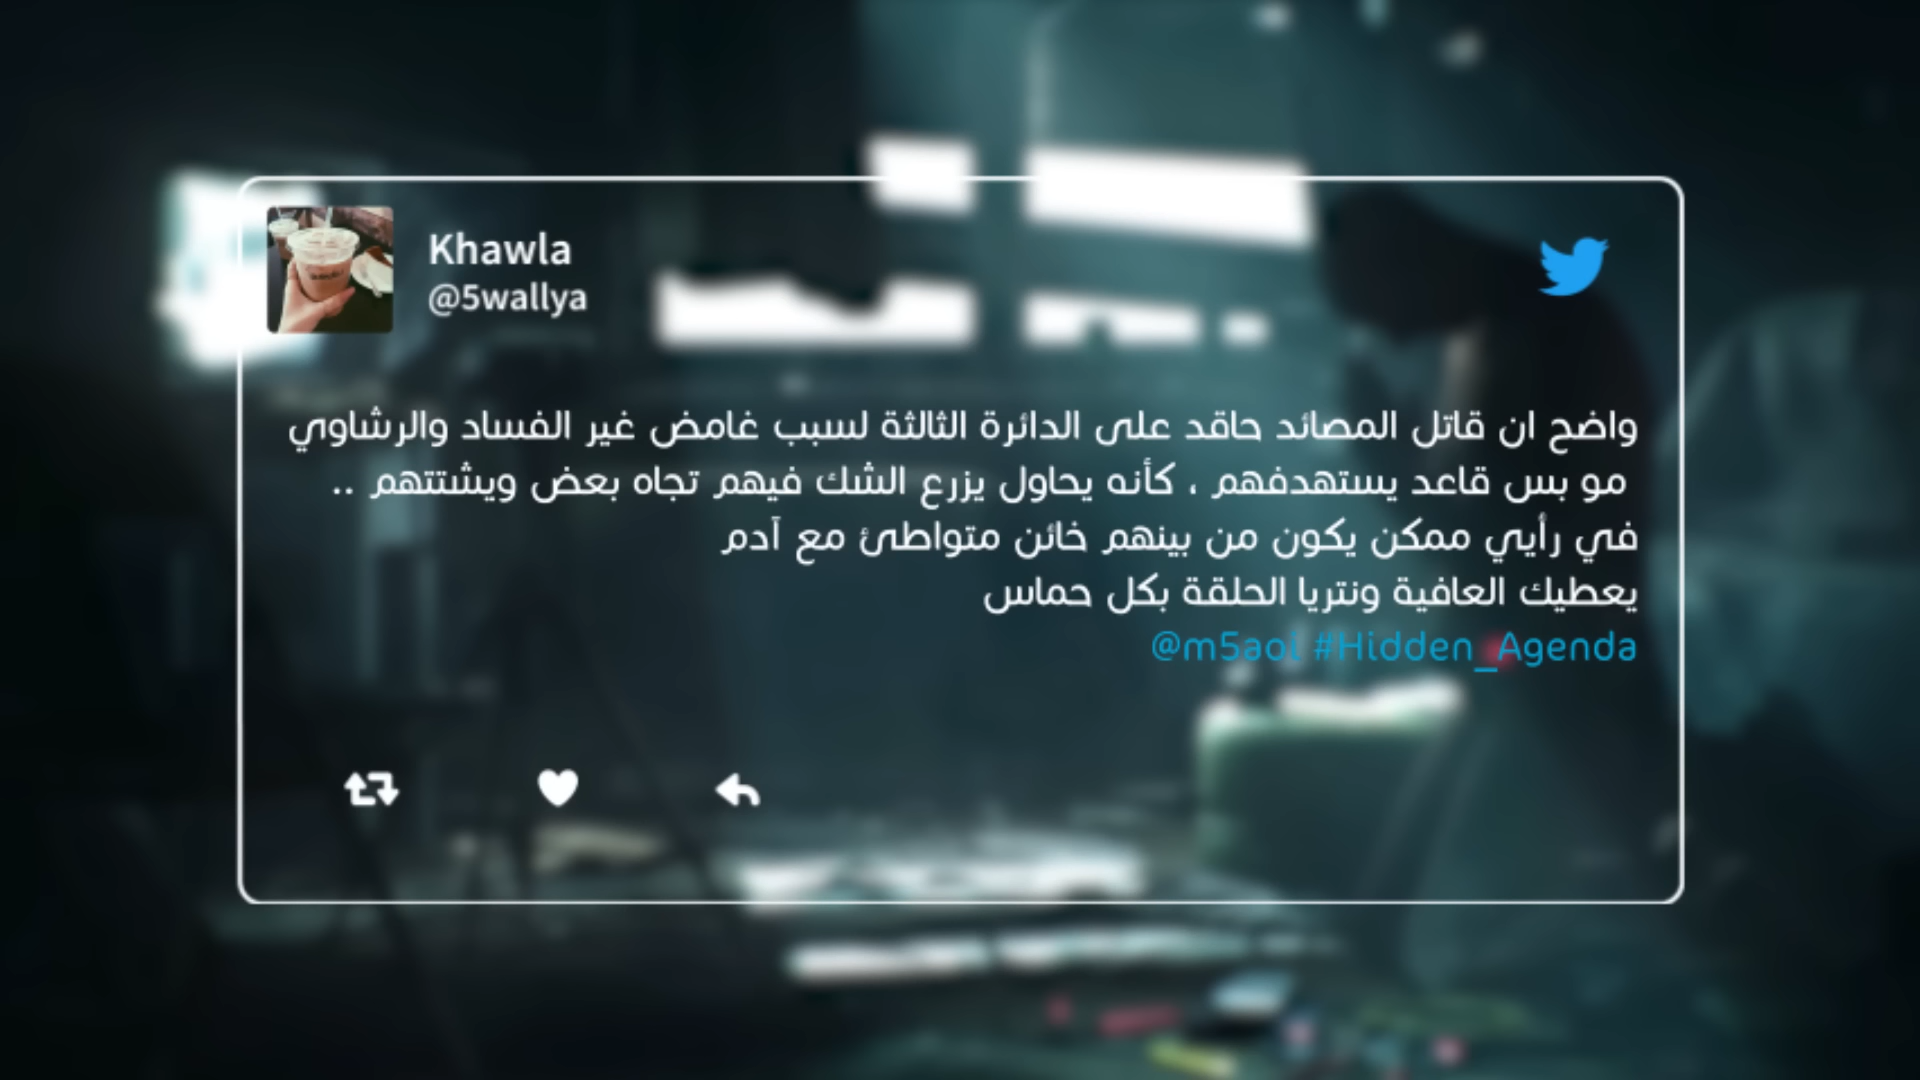 Khawla
@5wallya
واضح ان قاتل المصائد حاقد على الدائرة الثالثة لسبب غامض غير الفساد والرشاوي
مو بس قاعد يستهدفهم ، كأنه يحاول يزرع الشك فيهم تجاه بعض ويشتتهم ..
في رأيي ممكن يكون من بينهم خائن متواطئ مع آدم
يعطيك العافية ونتريا الحلقة بكل حماس
@m5aoi #Hidden_Agenda